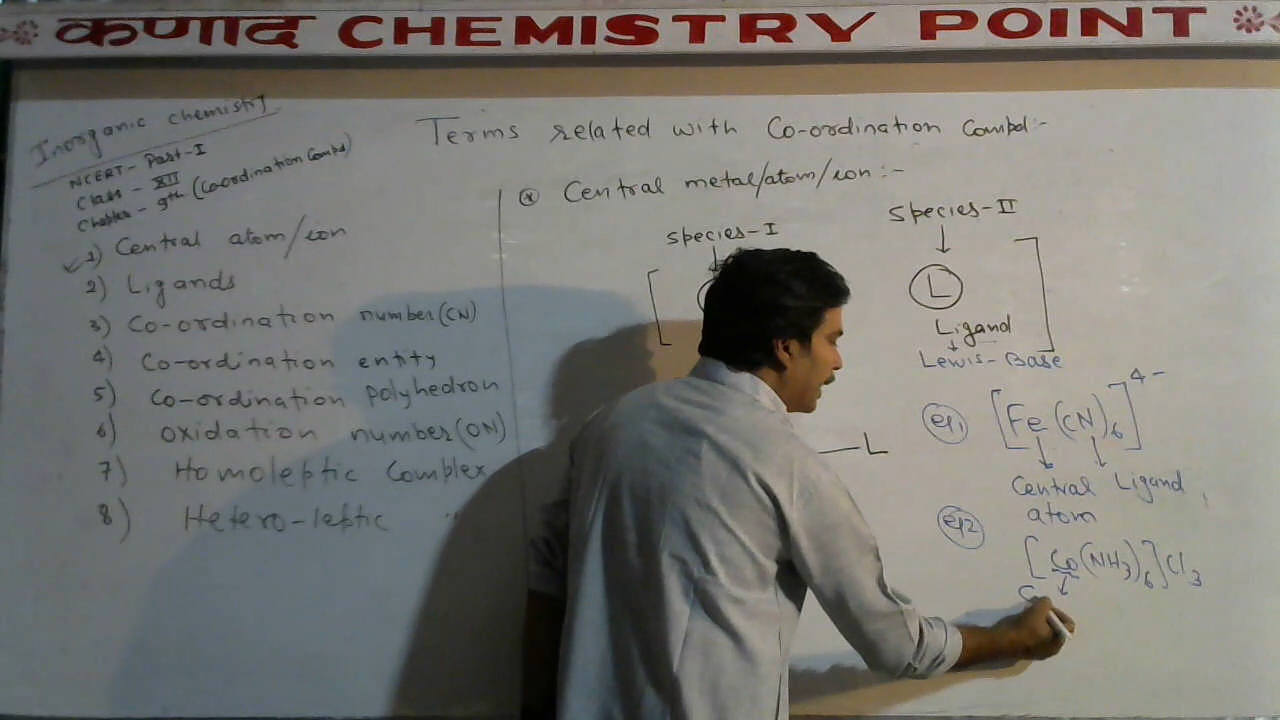 कणाद CHEMISTRY POINT
Inorganic chemistry
NCERT - Part-I
Class - XII
Chapter - 9th (Coordination Compd)
1) Central atom/ion
2) Ligands
3) Co-ordination number(CN)
4) Co-ordination entity
5) Co-ordination polyhedron
6) Oxidation number(ON)
7) Homoleptic Complex
8) Hetero-leptic "
Terms related with Co-ordination Compd:-
* Central metal/atom/ion:-
Species-I
Species-II
[
L ]
Ligand
Lewis-Base
—L
eg1 [Fe(CN)6]4-
Central Ligand
atom
eg2
[Co(NH3)6]Cl3
C